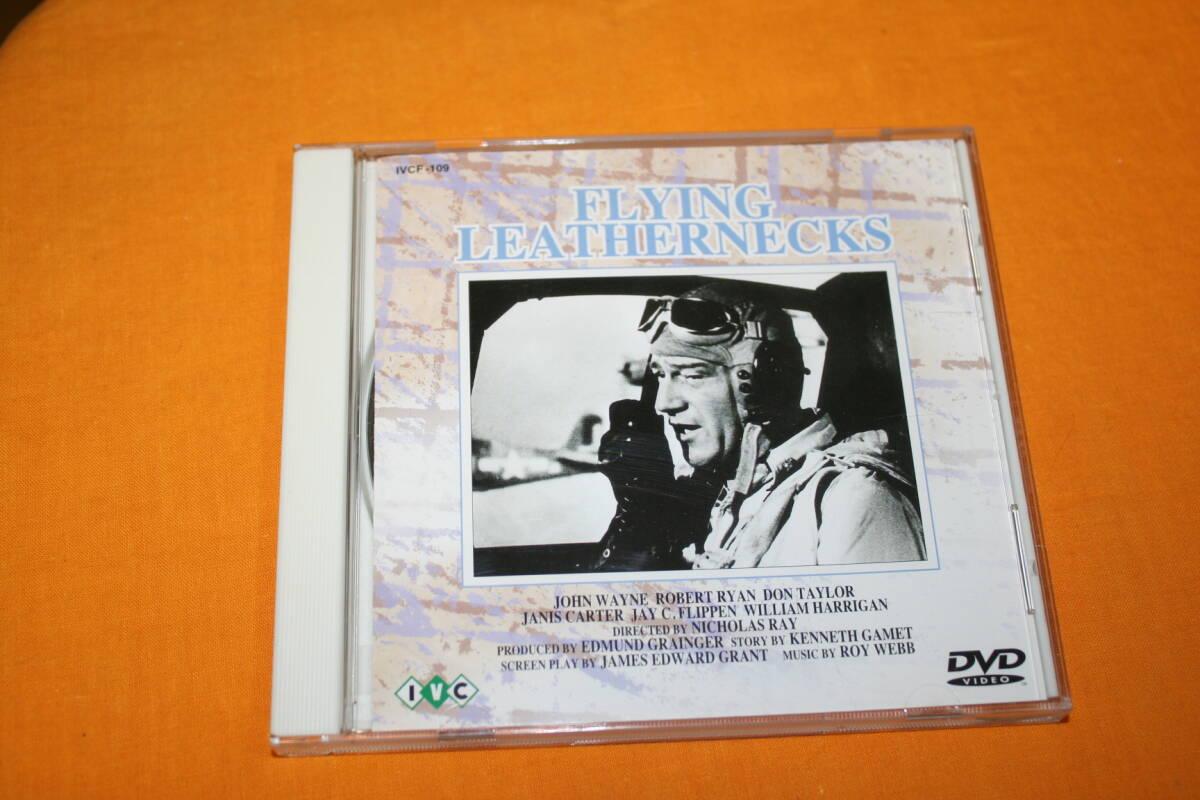 IVCF-109
FLYING
LEATHERNECKS
JOHN WAYNE ROBERT RYAN DON TAYLOR
JANIS CARTER JAY C. FLIPPEN WILLIAM HARRIGAN
DIRECTED BY NICHOLAS RAY
PRODUCED BY EDMUND GRAINGER STORY BY KENNETH GAMET
SCREEN PLAY BY JAMES EDWARD GRANT MUSIC BY ROY WEBB
IVC
DVD
VIDEO